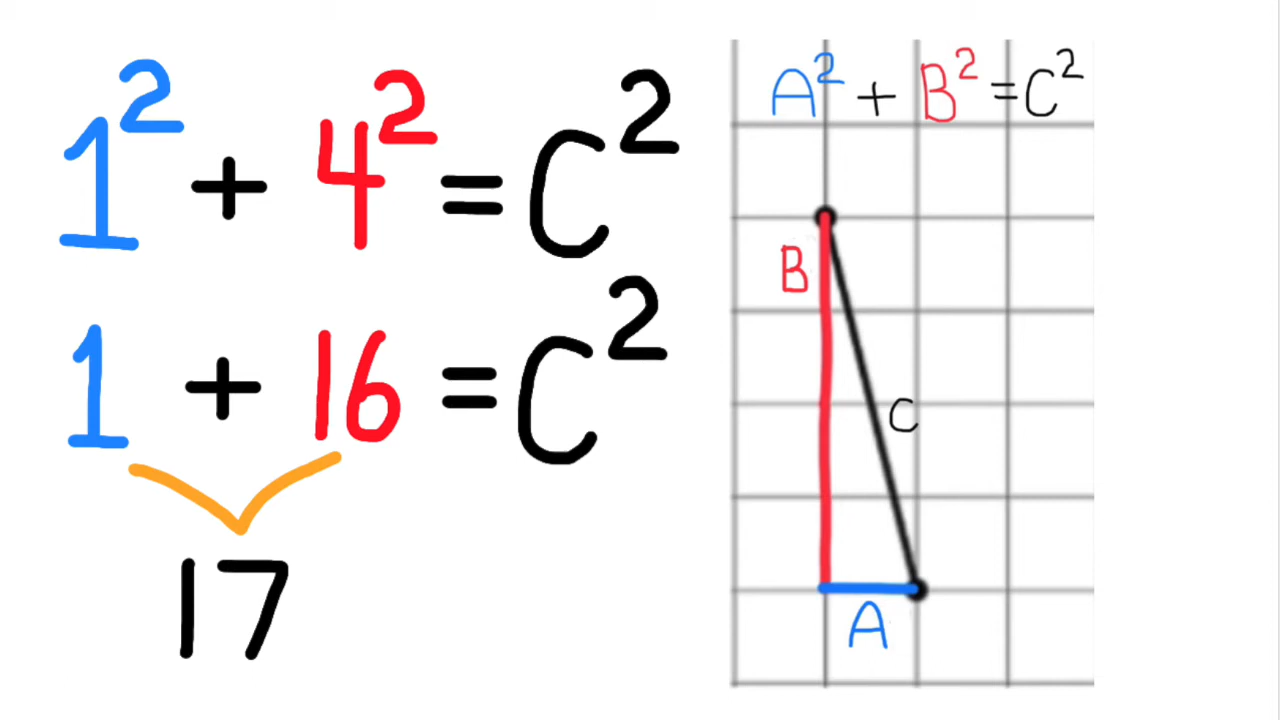 1² + 4² = C²
1 + 16 = C²
17
A² + B² = C²
B
C
A